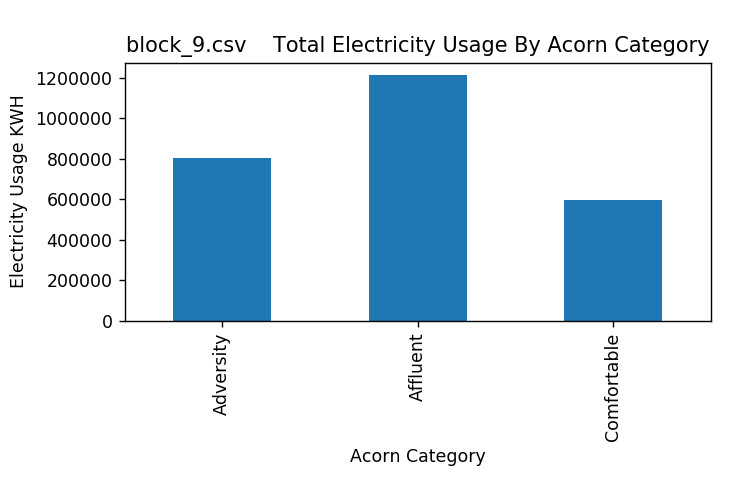 block_9.csv    Total Electricity Usage By Acorn Category
Electricity Usage KWH
1200000
1000000
800000
600000
400000
200000
0
Adversity
Affluent
Comfortable
Acorn Category